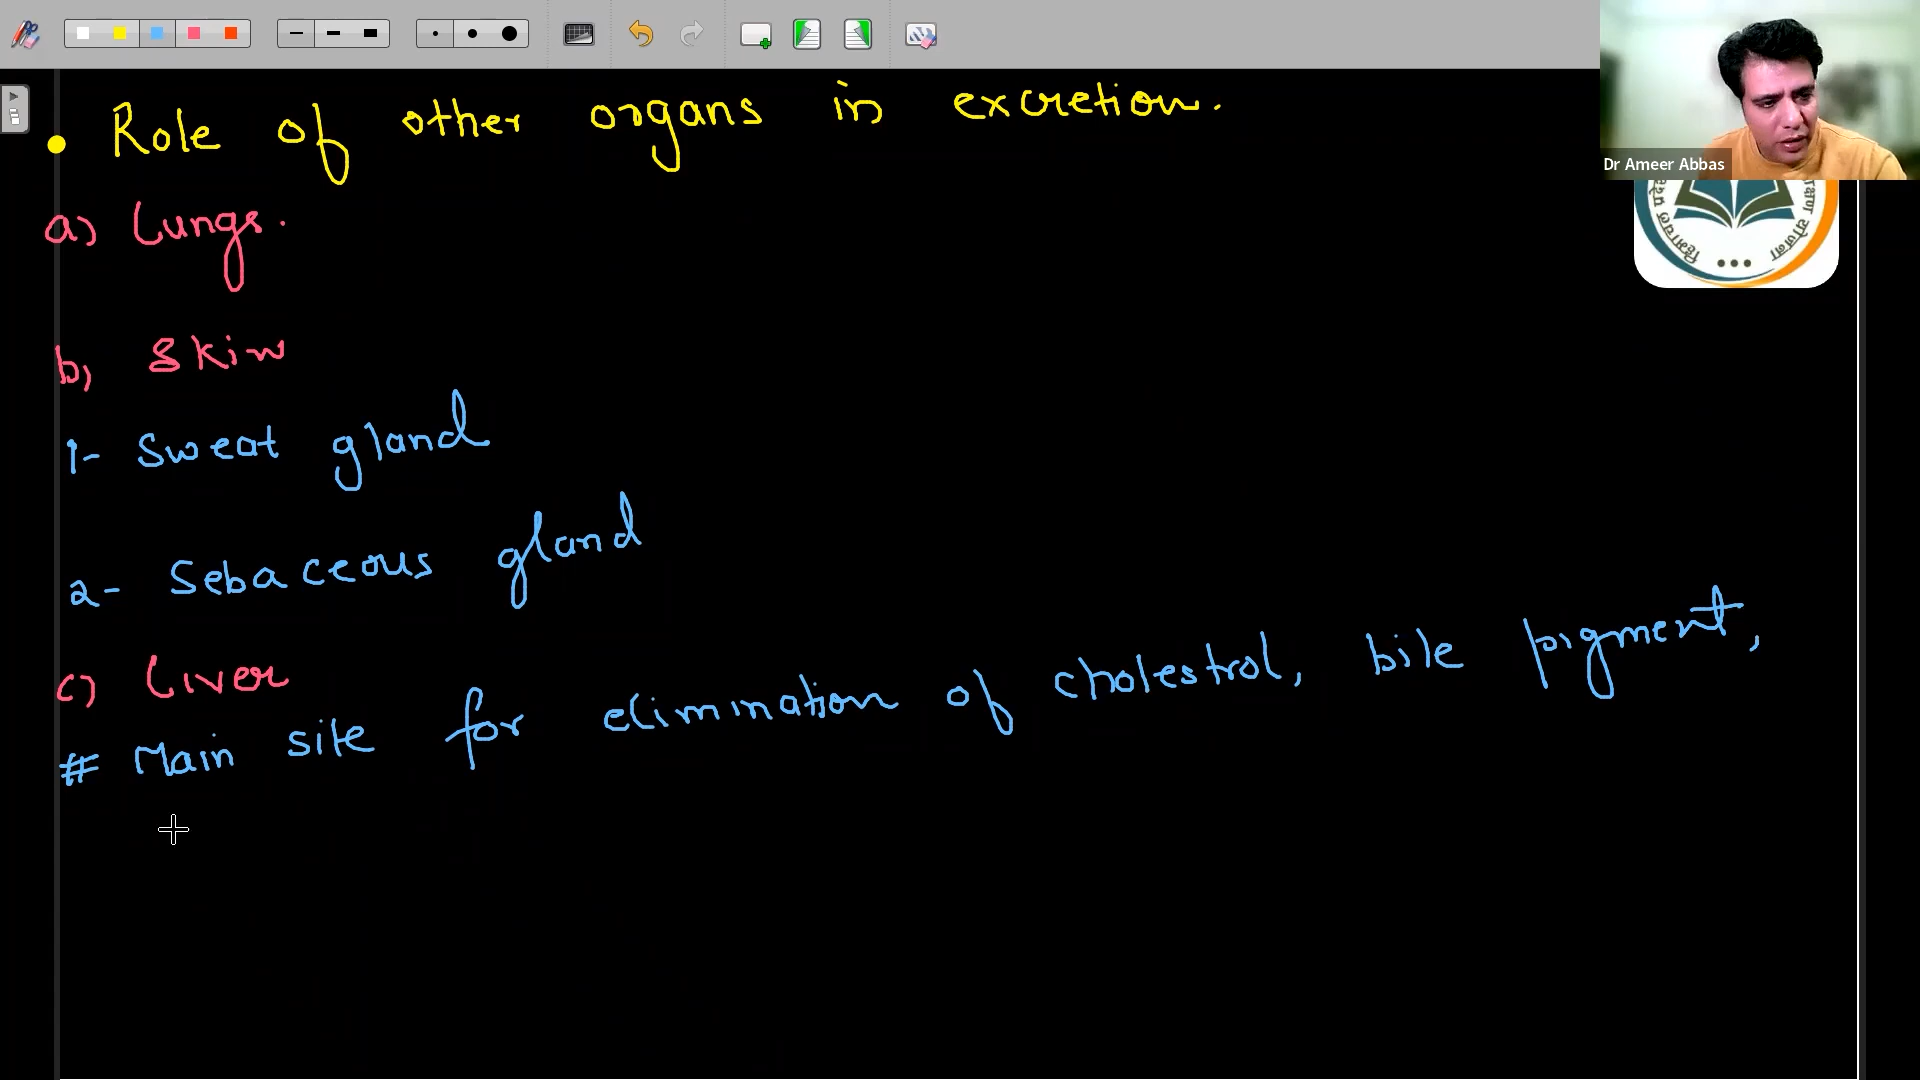 • Role of other organs in excretion.
Dr Ameer Abbas
a) Lungs.
b) Skin
1- Sweat gland
2- Sebaceous gland
c) Liver
# Main site for elimination of cholestrol, bile pigment,